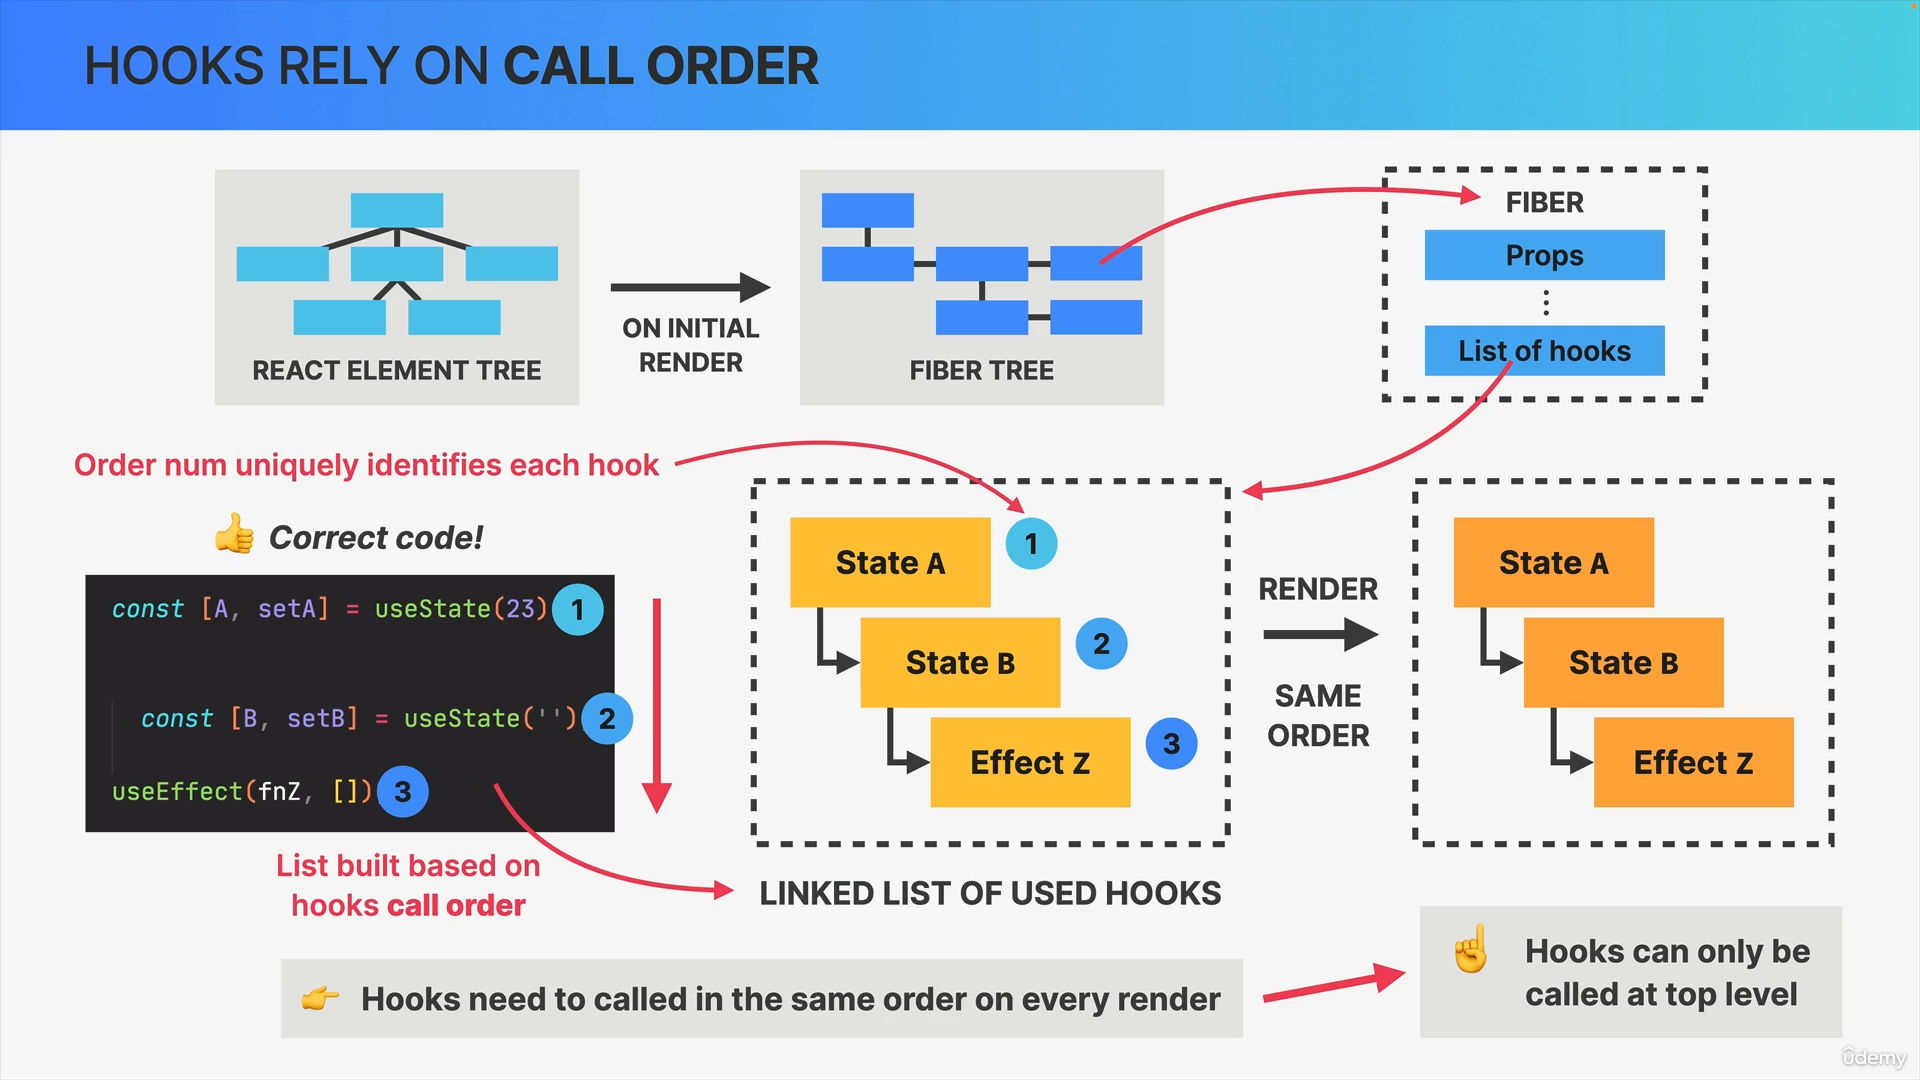 HOOKS RELY ON CALL ORDER
REACT ELEMENT TREE
ON INITIAL
RENDER
FIBER TREE
FIBER
Props
List of hooks
Order num uniquely identifies each hook
Correct code!
const [A, setA] = useState(23) 1
const [B, setB] = useState('') 2
useEffect(fnZ, []) 3
List built based on
hooks call order
State A 1
State B 2
Effect Z 3
LINKED LIST OF USED HOOKS
RENDER
SAME
ORDER
State A
State B
Effect Z
Hooks need to called in the same order on every render
Hooks can only be
called at top level
ûdemy